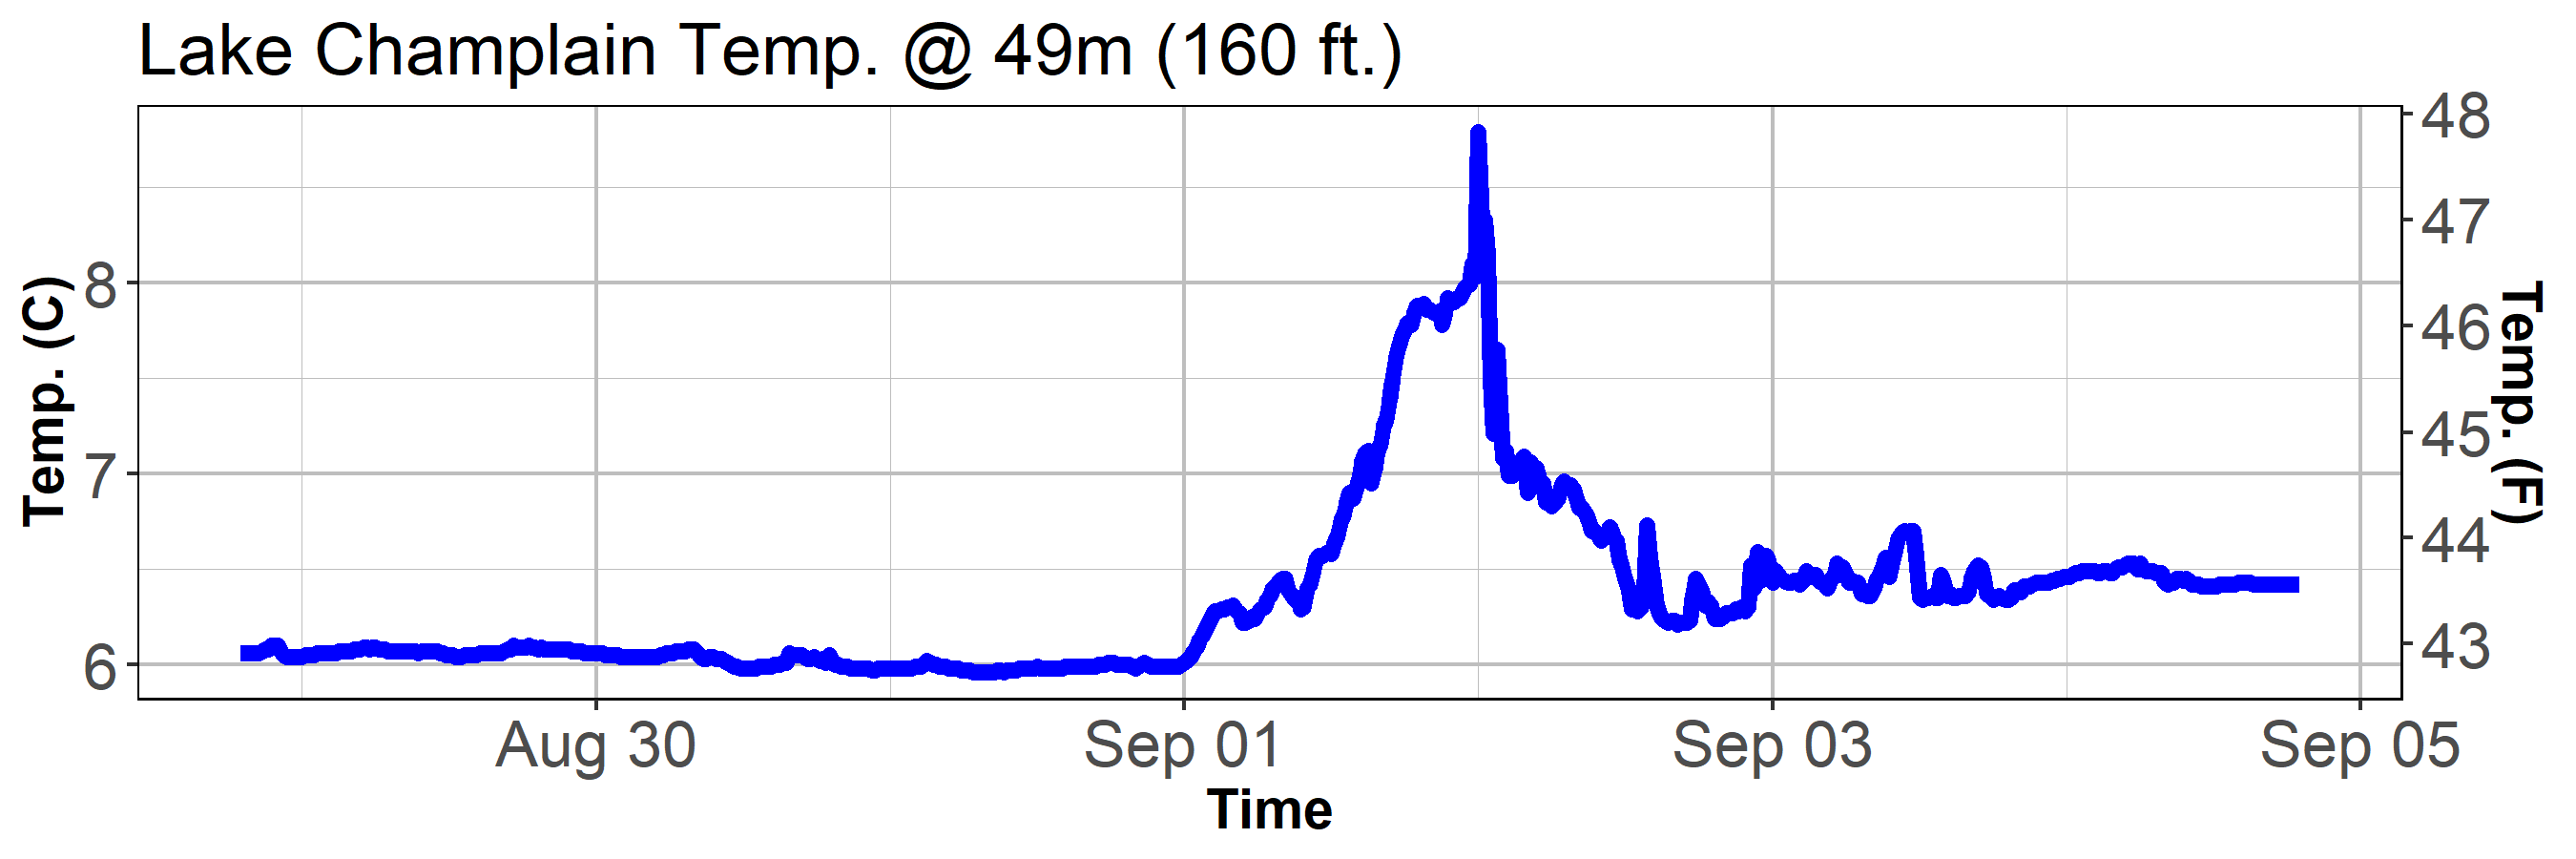 Lake Champlain Temp. @ 49m (160 ft.)
Temp. (C)
8
7
6
48
47
46
45
44
43
Temp. (F)
Aug 30
Sep 01
Sep 03
Sep 05
Time